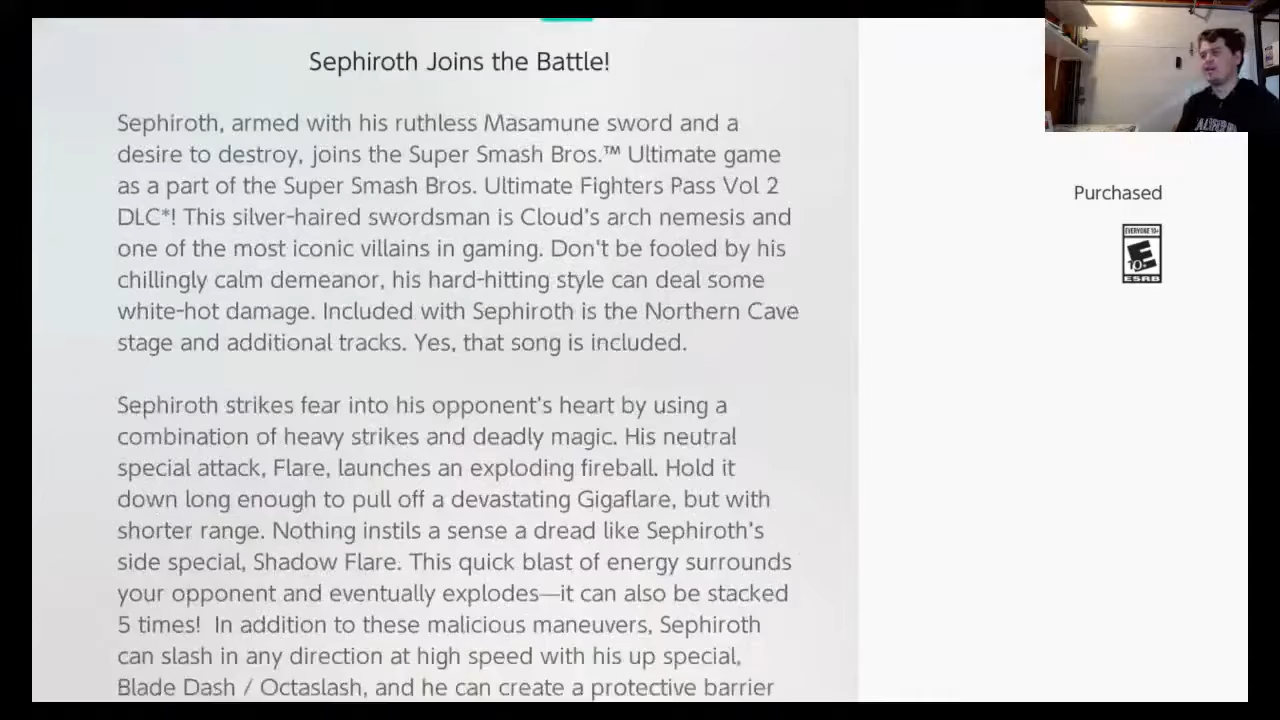 Sephiroth Joins the Battle!
Sephiroth, armed with his ruthless Masamune sword and a
desire to destroy, joins the Super Smash Bros.™ Ultimate game
as a part of the Super Smash Bros. Ultimate Fighters Pass Vol 2
DLC*! This silver-haired swordsman is Cloud's arch nemesis and
one of the most iconic villains in gaming. Don't be fooled by his
chillingly calm demeanor, his hard-hitting style can deal some
white-hot damage. Included with Sephiroth is the Northern Cave
stage and additional tracks. Yes, that song is included.
Sephiroth strikes fear into his opponent's heart by using a
combination of heavy strikes and deadly magic. His neutral
special attack, Flare, launches an exploding fireball. Hold it
down long enough to pull off a devastating Gigaflare, but with
shorter range. Nothing instils a sense a dread like Sephiroth's
side special, Shadow Flare. This quick blast of energy surrounds
your opponent and eventually explodes—it can also be stacked
5 times! In addition to these malicious maneuvers, Sephiroth
can slash in any direction at high speed with his up special,
Blade Dash / Octaslash, and he can create a protective barrier
Purchased
EVERYONE 10+
E
10+
ESRB